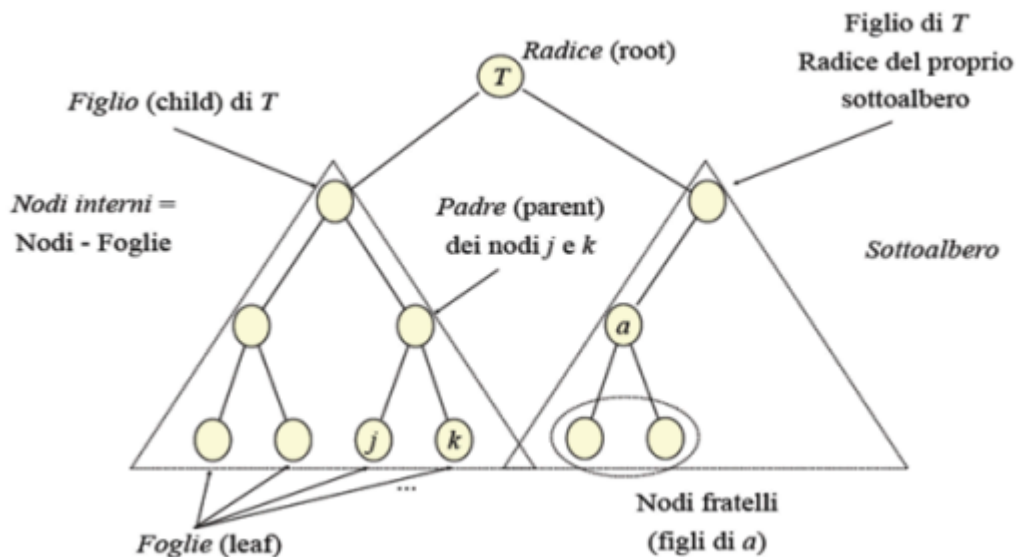 Radice (root)
T
Figlio di T
Radice del proprio
sottoalbero
Figlio (child) di T
Nodi interni =
Nodi - Foglie
Padre (parent)
dei nodi j e k
Sottoalbero
a
j
k
...
Foglie (leaf)
Nodi fratelli
(figli di a)